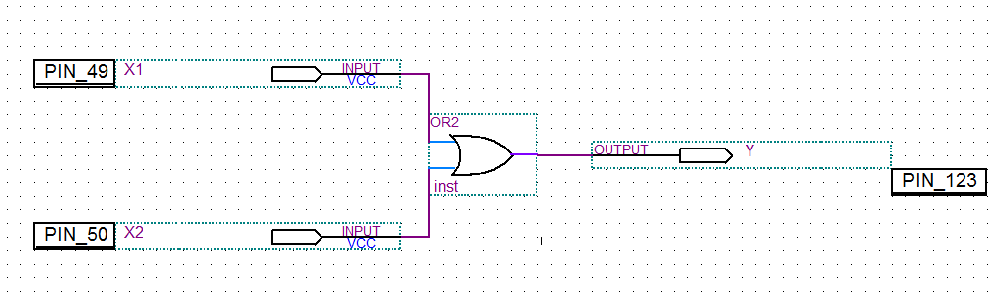 PIN_49
X1
INPUT
VCC
OR2
inst
OUTPUT
Y
PIN_123
PIN_50
X2
INPUT
VCC